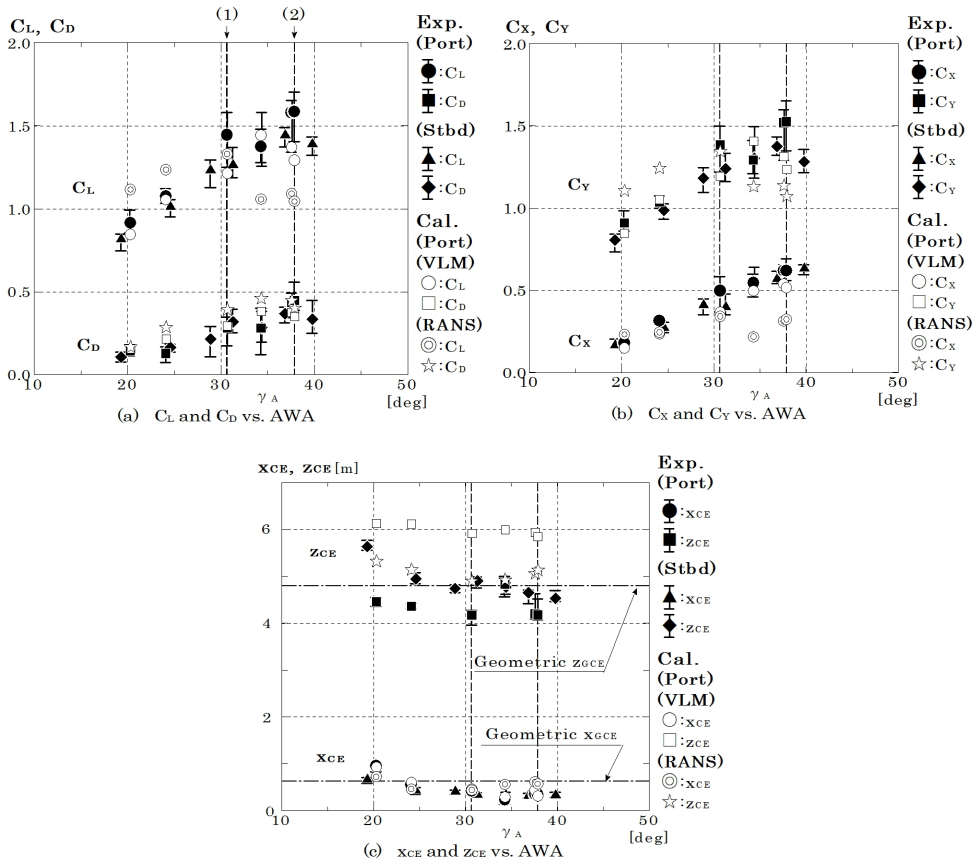 CL, CD
(1)
(2)
2.0
1.5
1.0
0.5
0.0
CL
CD
10
20
30
40
50
γA
[deg]
(a) CL and CD vs. AWA
Exp.
(Port)
:CL
:CD
(Stbd)
:CL
:CD
Cal.
(Port)
(VLM)
:CL
:CD
(RANS)
:CL
:CD
CX, CY
2.0
1.5
1.0
0.5
0.0
CY
CX
10
20
30
40
50
γA
[deg]
(b) CX and CY vs. AWA
Exp.
(Port)
:CX
:CY
(Stbd)
:CX
:CY
Cal.
(Port)
(VLM)
:CX
:CY
(RANS)
:CX
:CY
xCE, zCE [m]
6
4
2
0
zCE
Geometric zGCE
Geometric xGCE
xCE
10
20
30
40
50
γA
[deg]
(c) xCE and zCE vs. AWA
Exp.
(Port)
:xCE
:zCE
(Stbd)
:xCE
:zCE
Cal.
(Port)
(VLM)
:xCE
:zCE
(RANS)
:xCE
:zCE